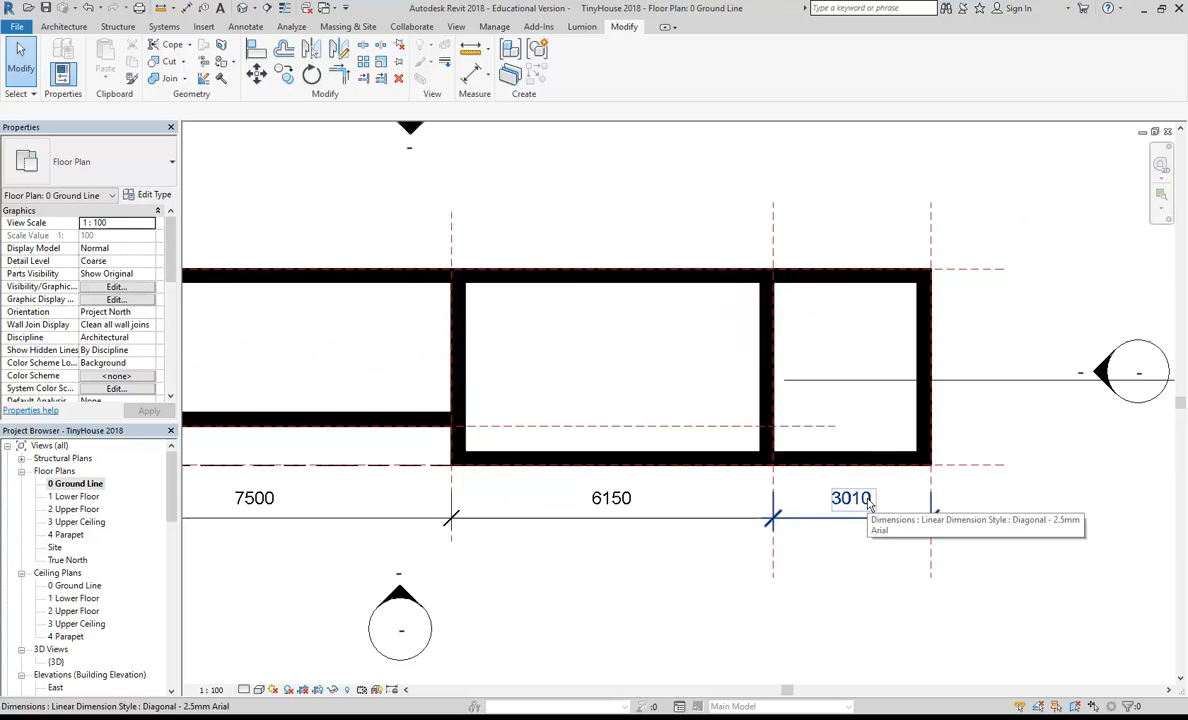 Autodesk Revit 2018 - Educational Version - TinyHouse 2018 - Floor Plan: 0 Ground Line
Type a keyword or phrase
Sign In
File Architecture Structure Systems Insert Annotate Analyze Massing & Site Collaborate View Manage Add-Ins Lumion Modify
Modify
Paste
Cope
Cut
Join
Select Properties Clipboard Geometry Modify View Measure Create
Properties
Floor Plan
Floor Plan: 0 Ground Line
Edit Type
Graphics
View Scale 1 : 100
Scale Value 1: 100
Display Model Normal
Detail Level Coarse
Parts Visibility Show Original
Visibility/Graphic... Edit...
Graphic Display ... Edit...
Orientation Project North
Wall Join Display Clean all wall joins
Discipline Architectural
Show Hidden Lines By Discipline
Color Scheme Lo... Background
Color Scheme <none>
System Color Sc... Edit...
Default Analysis None
Properties help
Apply
Project Browser - TinyHouse 2018
Views (all)
Structural Plans
Floor Plans
0 Ground Line
1 Lower Floor
2 Upper Floor
3 Upper Ceiling
4 Parapet
Site
True North
Ceiling Plans
0 Ground Line
1 Lower Floor
2 Upper Floor
3 Upper Ceiling
4 Parapet
3D Views
{3D}
Elevations (Building Elevation)
East
7500
6150
3010
Dimensions : Linear Dimension Style : Diagonal - 2.5mm
Arial
1 : 100
Dimensions : Linear Dimension Style : Diagonal - 2.5mm Arial
:0
Main Model
:0